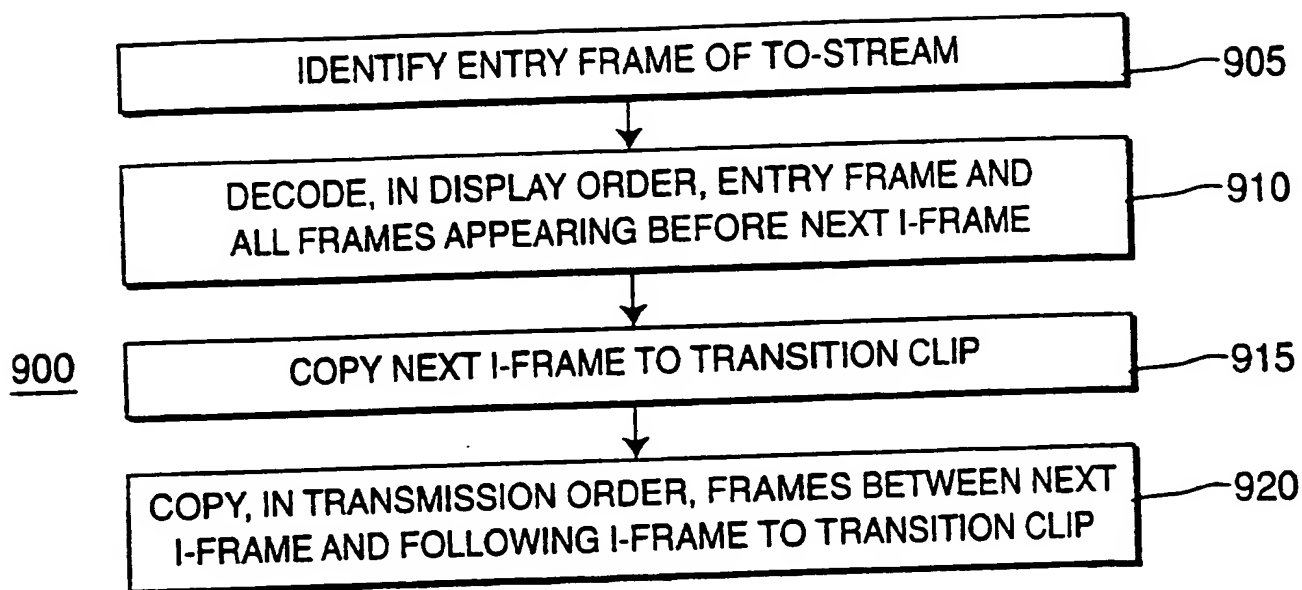 IDENTIFY ENTRY FRAME OF TO-STREAM
905
DECODE, IN DISPLAY ORDER, ENTRY FRAME AND
ALL FRAMES APPEARING BEFORE NEXT I-FRAME
910
900
COPY NEXT I-FRAME TO TRANSITION CLIP
915
COPY, IN TRANSMISSION ORDER, FRAMES BETWEEN NEXT
I-FRAME AND FOLLOWING I-FRAME TO TRANSITION CLIP
920